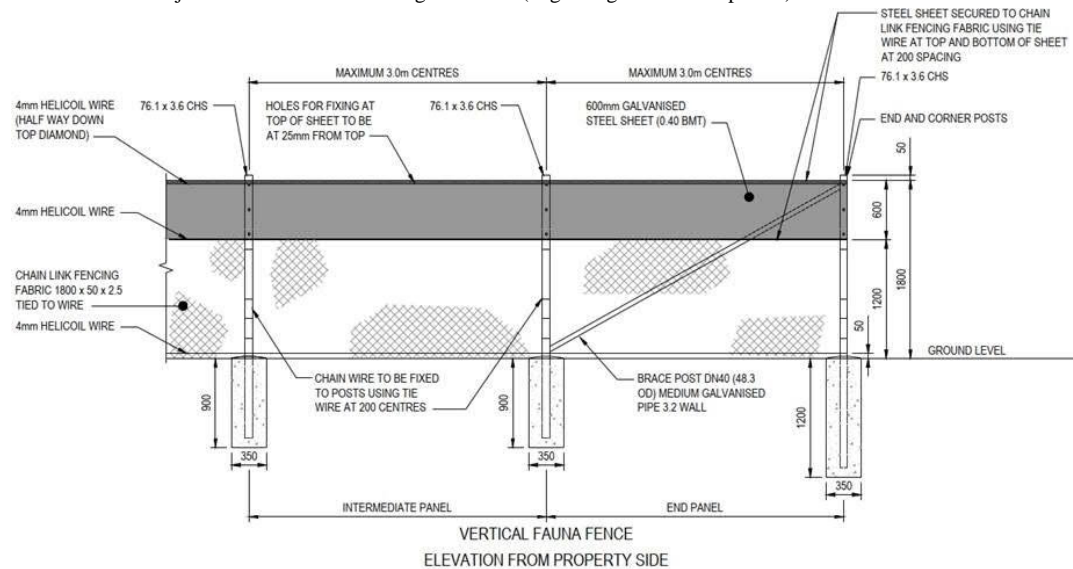 STEEL SHEET SECURED TO CHAIN
LINK FENCING FABRIC USING TIE
WIRE AT TOP AND BOTTOM OF SHEET
AT 200 SPACING
MAXIMUM 3.0m CENTRES
MAXIMUM 3.0m CENTRES
76.1 x 3.6 CHS
4mm HELICOIL WIRE
(HALF WAY DOWN
TOP DIAMOND)
76.1 x 3.6 CHS
HOLES FOR FIXING AT
TOP OF SHEET TO BE
AT 25mm FROM TOP
76.1 x 3.6 CHS
600mm GALVANISED
STEEL SHEET (0.40 BMT)
END AND CORNER POSTS
50
600
4mm HELICOIL WIRE
1800
1200
CHAIN LINK FENCING
FABRIC 1800 x 50 x 2.5
TIED TO WIRE
4mm HELICOIL WIRE
50
GROUND LEVEL
CHAIN WIRE TO BE FIXED
TO POSTS USING TIE
WIRE AT 200 CENTRES
BRACE POST DN40 (48.3
OD) MEDIUM GALVANISED
PIPE 3.2 WALL
900
900
1200
350
350
350
INTERMEDIATE PANEL
END PANEL
VERTICAL FAUNA FENCE
ELEVATION FROM PROPERTY SIDE